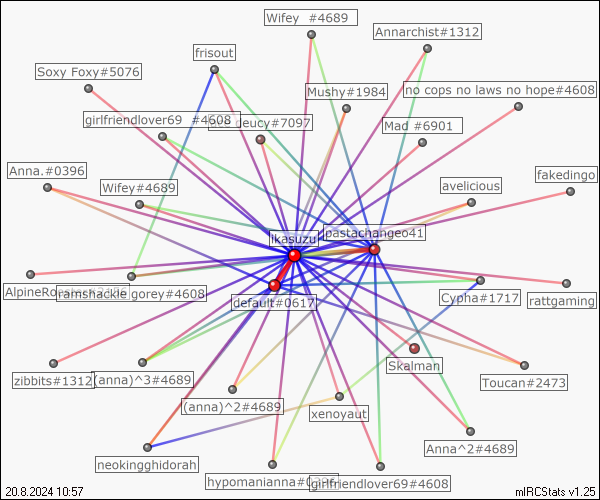 Wifey  #4689
Annarchist#1312
frisout
Soxy Foxy#5076
Mushy#1984
no cops no laws no hope#4608
girlfriendlover69  #4608
deucy#7097
Mad #6901
Anna.#0396
Wifey#4689
avelicious
fakedingo
ikasuzu
pastachangeo41
AlpineRo
ramshackle gorey#4608
default#0617
Cypha#1717
rattgaming
Skalman
zibbits#1312
(anna)^3#4689
(anna)^2#4689
xenoyaut
Toucan#2473
Anna^2#4689
neokingghidorah
hypomanianna#0
girlfriendlover69#4608
20.8.2024 10:57
mIRCStats v1.25